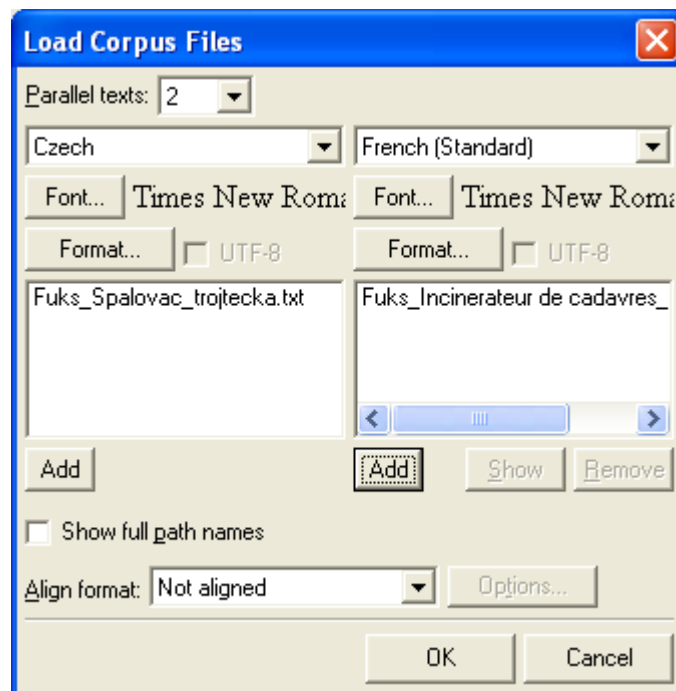 Load Corpus Files
Parallel texts: 2
Czech French (Standard)
Font... Times New Roma Font... Times New Roma
Format... UTF-8 Format... UTF-8
Fuks_Spalovac_trojtecka.txt Fuks_Incinerateur de cadavres_
Add Add Show Remove
Show full path names
Align format: Not aligned Options...
OK Cancel